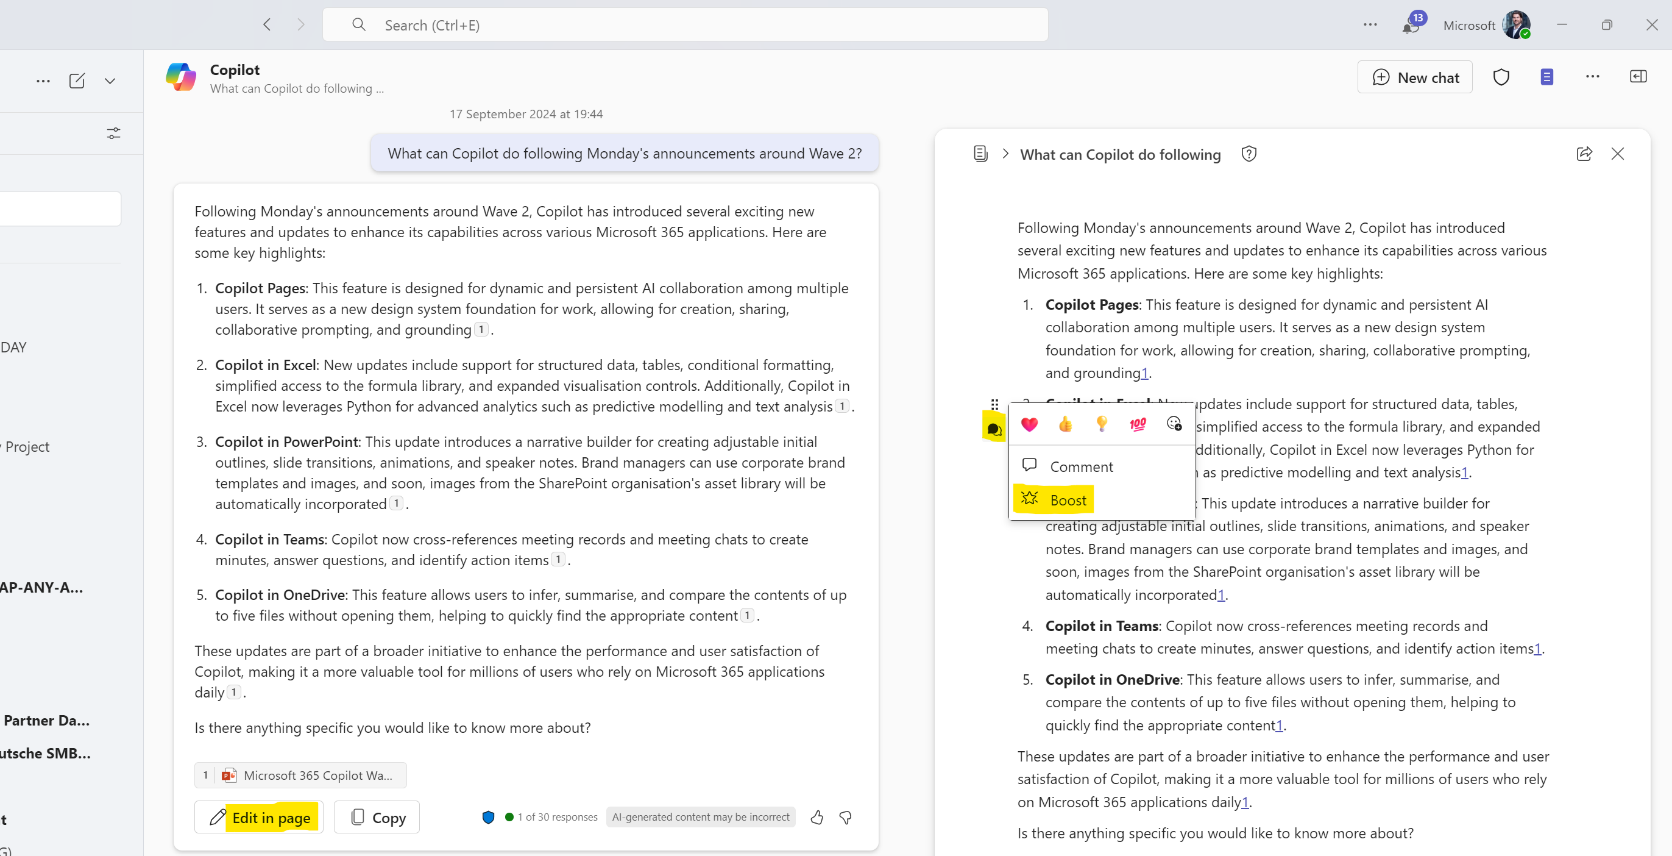 Search (Ctrl+E)
13
Microsoft
DAY
Project
AP-ANY-A...
Partner Da...
utsche SMB...
t
G)
Copilot
What can Copilot do following ...
New chat
17 September 2024 at 19:44
What can Copilot do following Monday's announcements around Wave 2?
Following Monday's announcements around Wave 2, Copilot has introduced several exciting new
features and updates to enhance its capabilities across various Microsoft 365 applications. Here are
some key highlights:
1. Copilot Pages: This feature is designed for dynamic and persistent AI collaboration among multiple
users. It serves as a new design system foundation for work, allowing for creation, sharing,
collaborative prompting, and grounding 1 .
2. Copilot in Excel: New updates include support for structured data, tables, conditional formatting,
simplified access to the formula library, and expanded visualisation controls. Additionally, Copilot in
Excel now leverages Python for advanced analytics such as predictive modelling and text analysis 1 .
3. Copilot in PowerPoint: This update introduces a narrative builder for creating adjustable initial
outlines, slide transitions, animations, and speaker notes. Brand managers can use corporate brand
templates and images, and soon, images from the SharePoint organisation's asset library will be
automatically incorporated 1 .
4. Copilot in Teams: Copilot now cross-references meeting records and meeting chats to create
minutes, answer questions, and identify action items 1 .
5. Copilot in OneDrive: This feature allows users to infer, summarise, and compare the contents of up
to five files without opening them, helping to quickly find the appropriate content 1 .
These updates are part of a broader initiative to enhance the performance and user satisfaction of
Copilot, making it a more valuable tool for millions of users who rely on Microsoft 365 applications
daily 1 .
Is there anything specific you would like to know more about?
1 Microsoft 365 Copilot Wa...
Edit in page
Copy
1 of 30 responses
AI-generated content may be incorrect
What can Copilot do following
Following Monday's announcements around Wave 2, Copilot has introduced
several exciting new features and updates to enhance its capabilities across various
Microsoft 365 applications. Here are some key highlights:
1. Copilot Pages: This feature is designed for dynamic and persistent AI
collaboration among multiple users. It serves as a new design system
foundation for work, allowing for creation, sharing, collaborative prompting,
and grounding1.
2. Copilot in Excel: New updates include support for structured data, tables,
simplified access to the formula library, and expanded
dditionally, Copilot in Excel now leverages Python for
as predictive modelling and text analysis1.
100
Comment
Boost
: This update introduces a narrative builder for
creating adjustable initial outlines, slide transitions, animations, and speaker
notes. Brand managers can use corporate brand templates and images, and
soon, images from the SharePoint organisation's asset library will be
automatically incorporated1.
4. Copilot in Teams: Copilot now cross-references meeting records and
meeting chats to create minutes, answer questions, and identify action items1.
5. Copilot in OneDrive: This feature allows users to infer, summarise, and
compare the contents of up to five files without opening them, helping to
quickly find the appropriate content1.
These updates are part of a broader initiative to enhance the performance and user
satisfaction of Copilot, making it a more valuable tool for millions of users who rely
on Microsoft 365 applications daily1.
Is there anything specific you would like to know more about?